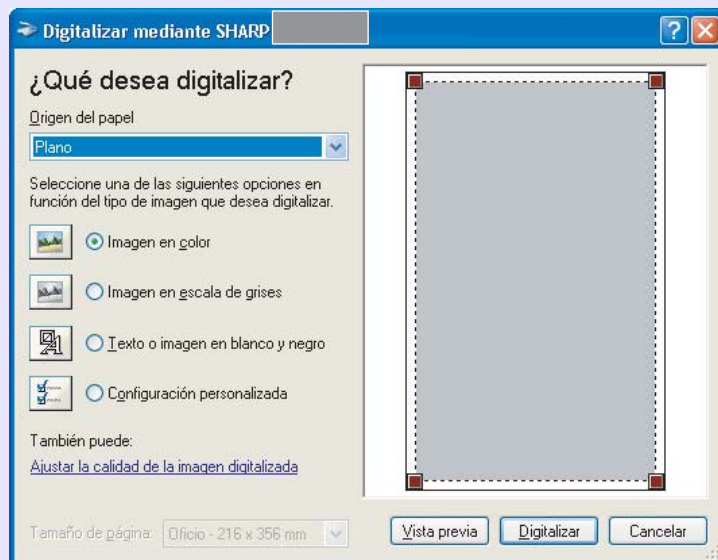 Digitalizar mediante SHARP
¿Qué desea digitalizar?
Origen del papel
Plano
Seleccione una de las siguientes opciones en
función del tipo de imagen que desea digitalizar.
Imagen en color
Imagen en escala de grises
Texto o imagen en blanco y negro
Configuración personalizada
También puede:
Ajustar la calidad de la imagen digitalizada
Tamaño de página: Oficio - 216 x 356 mm
Vista previa Digitalizar Cancelar